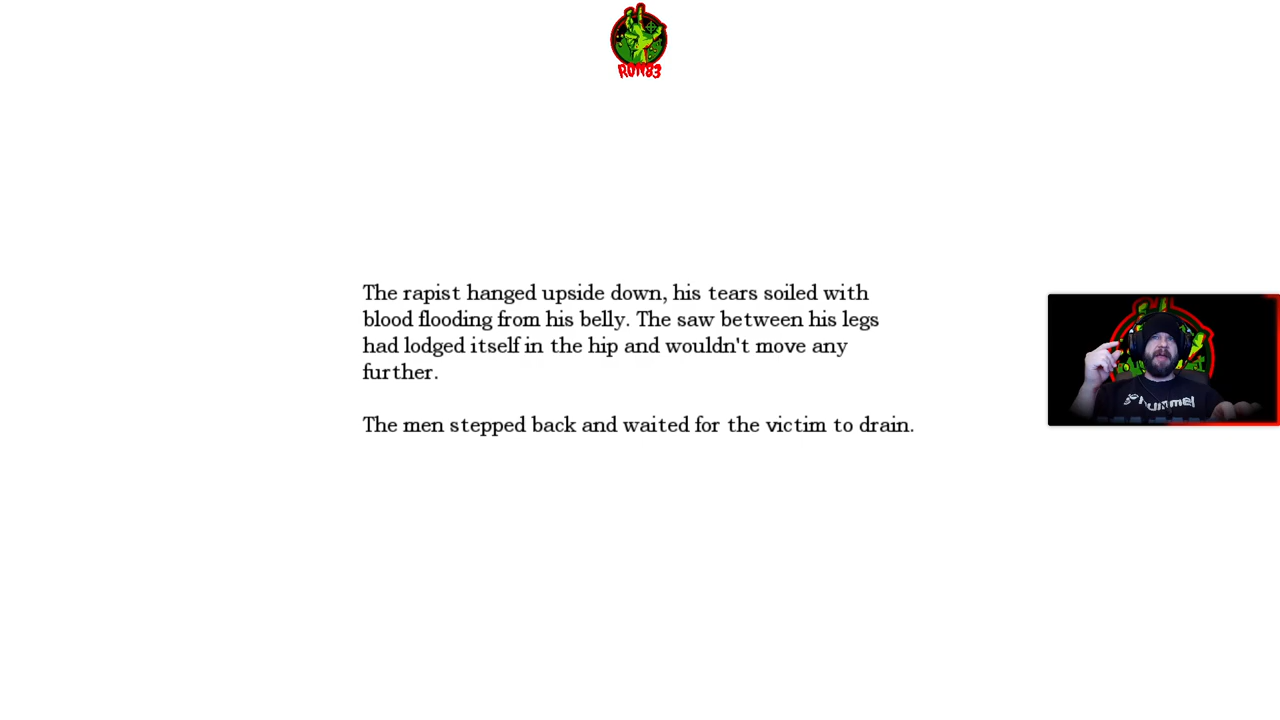 RON83
The rapist hanged upside down, his tears soiled with
blood flooding from his belly. The saw between his legs
had lodged itself in the hip and wouldn't move any
further.
The men stepped back and waited for the victim to drain.
hummel